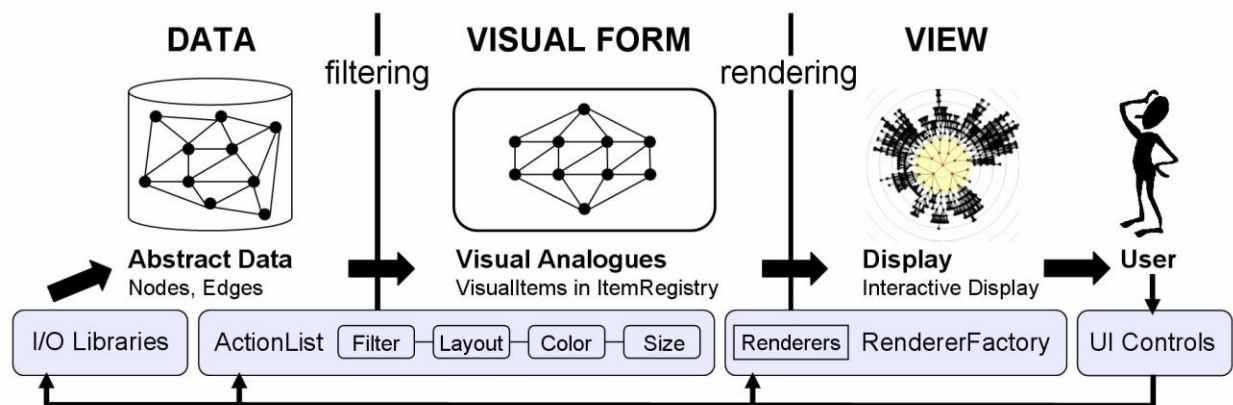 DATA
VISUAL FORM
VIEW
filtering
rendering
Abstract Data
Nodes, Edges
Visual Analogues
VisualItems in ItemRegistry
Display
Interactive Display
User
I/O Libraries
ActionList
Filter
Layout
Color
Size
Renderers
RendererFactory
UI Controls